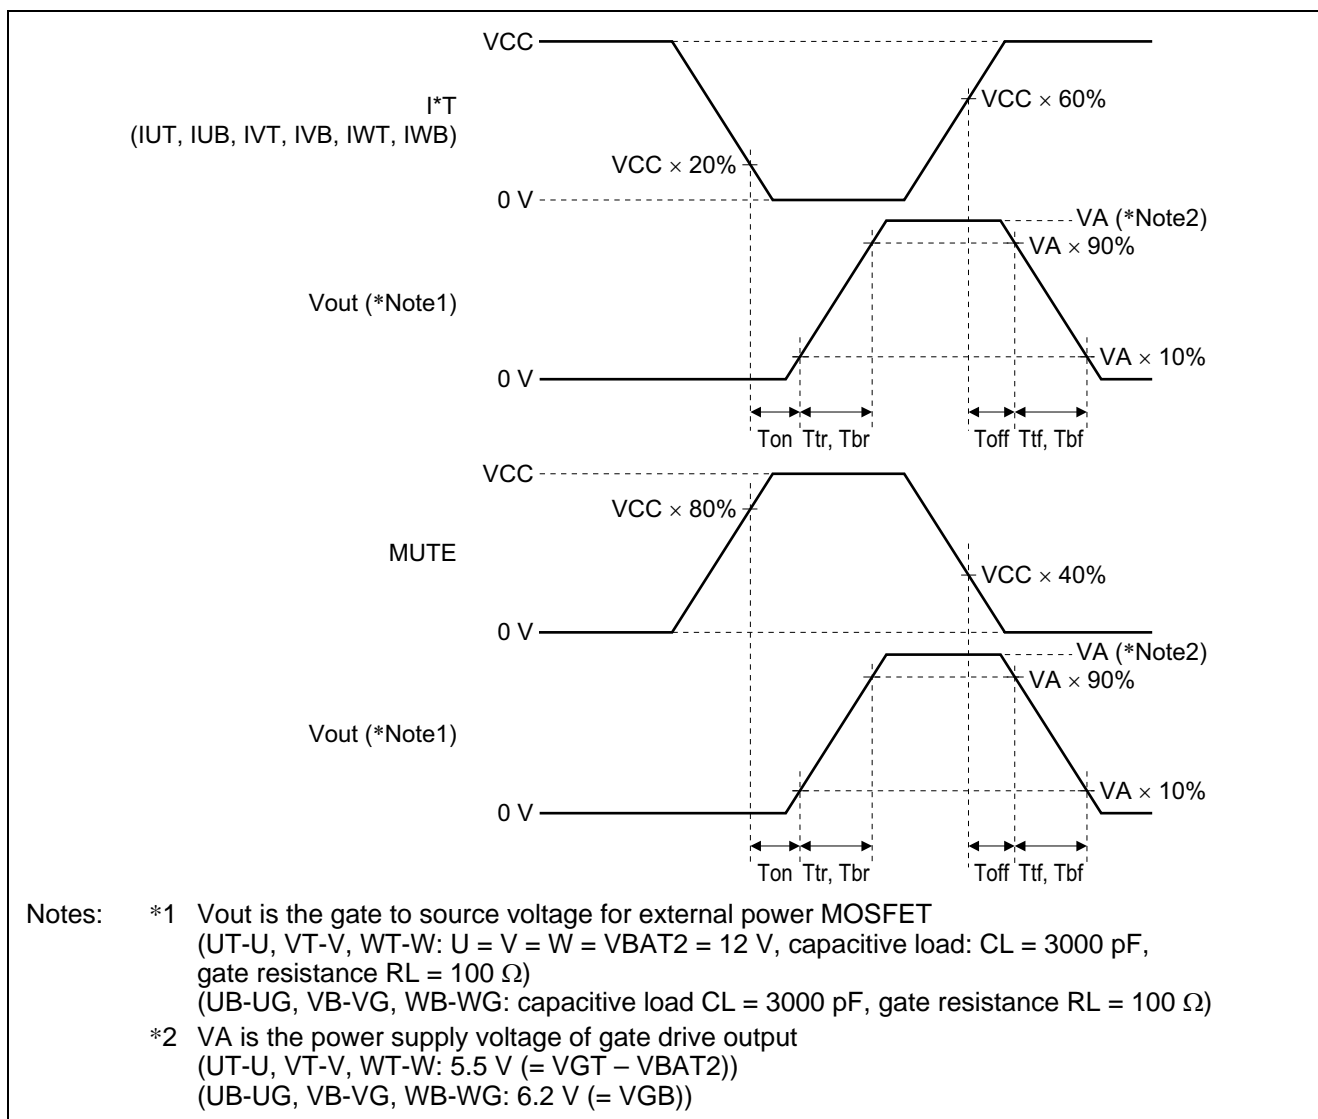 VCC
I*T
(IUT, IUB, IVT, IVB, IWT, IWB)
VCC × 60%
VCC × 20%
0 V
VA (*Note2)
VA × 90%
Vout (*Note1)
VA × 10%
0 V
Ton Ttr, Tbr Toff Ttf, Tbf
VCC
VCC × 80%
MUTE
VCC × 40%
0 V
VA (*Note2)
VA × 90%
Vout (*Note1)
VA × 10%
0 V
Ton Ttr, Tbr Toff Ttf, Tbf
Notes: *1 Vout is the gate to source voltage for external power MOSFET
(UT-U, VT-V, WT-W: U = V = W = VBAT2 = 12 V, capacitive load: CL = 3000 pF,
gate resistance RL = 100 Ω)
(UB-UG, VB-VG, WB-WG: capacitive load CL = 3000 pF, gate resistance RL = 100 Ω)
*2 VA is the power supply voltage of gate drive output
(UT-U, VT-V, WT-W: 5.5 V (= VGT – VBAT2))
(UB-UG, VB-VG, WB-WG: 6.2 V (= VGB))